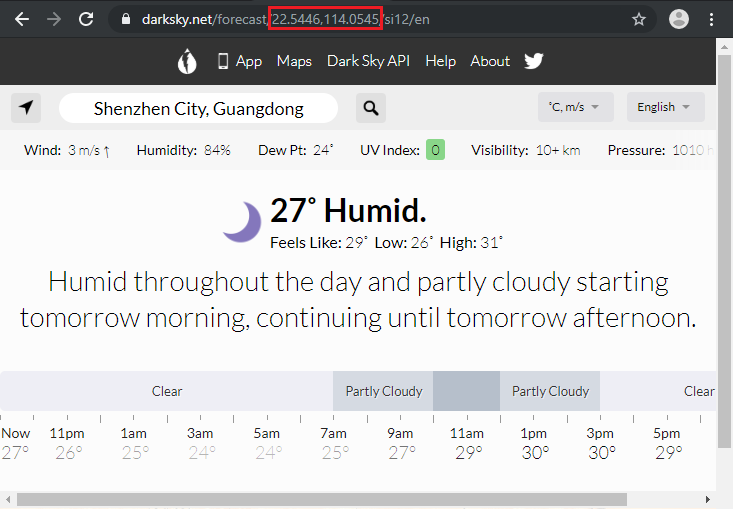 darksky.net/forecast/22.5446,114.0545/si12/en
App Maps Dark Sky API Help About
Shenzhen City, Guangdong °C, m/s English
Wind: 3 m/s ↑ Humidity: 84% Dew Pt: 24° UV Index: 0 Visibility: 10+ km Pressure: 1010 h
27° Humid.
Feels Like: 29° Low: 26° High: 31°
Humid throughout the day and partly cloudy starting
tomorrow morning, continuing until tomorrow afternoon.
Clear Partly Cloudy Partly Cloudy Clear
Now 11pm 1am 3am 5am 7am 9am 11am 1pm 3pm 5pm
27° 26° 25° 24° 24° 25° 27° 29° 30° 30° 29°